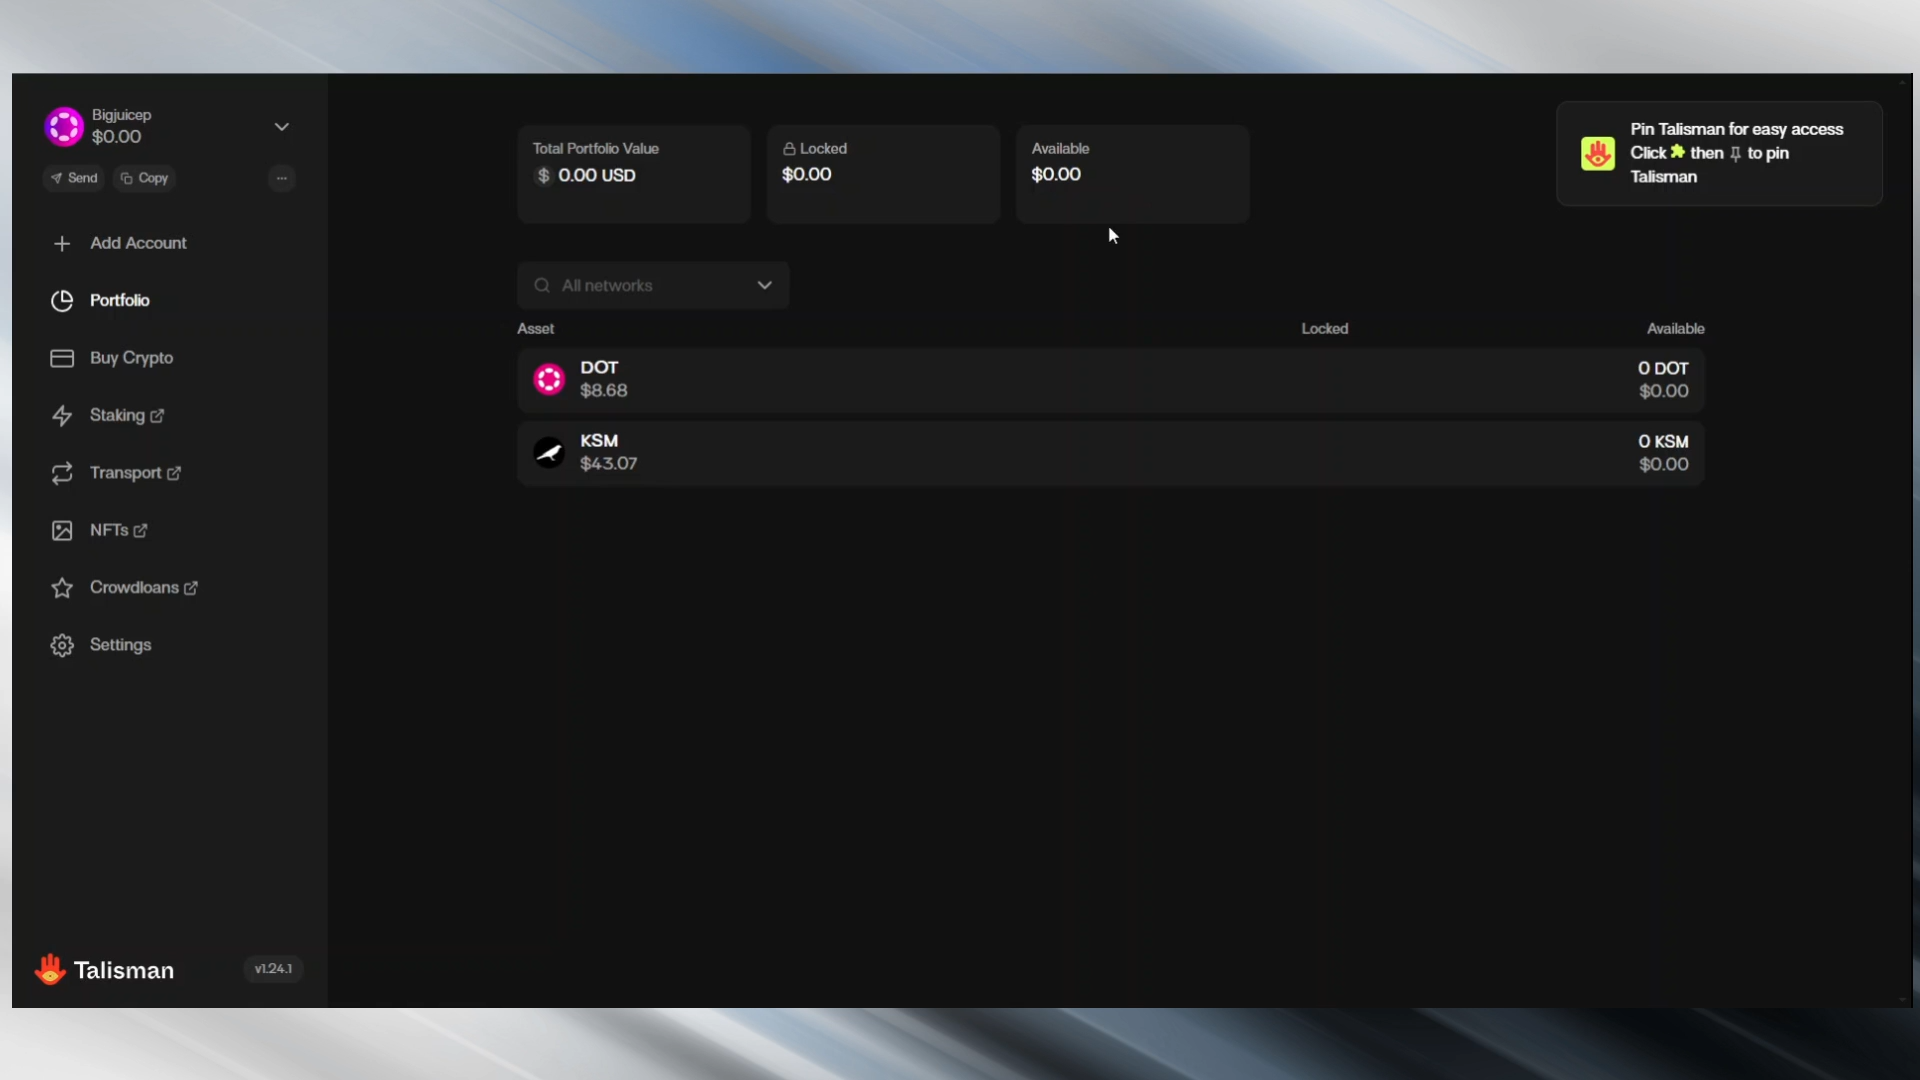 Bigjuicep
$0.00
Send
Copy
Add Account
Portfolio
Buy Crypto
Staking
Transport
NFTs
Crowdloans
Settings
Talisman
v1.24.1
Total Portfolio Value
$ 0.00 USD
Locked
$0.00
Available
$0.00
Pin Talisman for easy access
Click then to pin
Talisman
All networks
Asset Locked Available
DOT
$8.68
0 DOT
$0.00
KSM
$43.07
0 KSM
$0.00